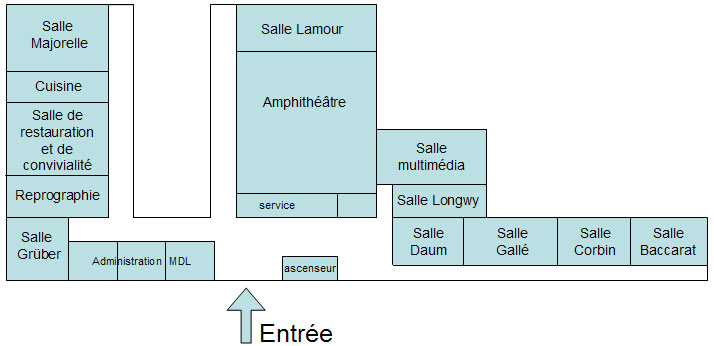 Salle
Majorelle
Cuisine
Salle de
restauration
et de
convivialité
Reprographie
Salle
Grüber
Administration
MDL
Salle Lamour
Amphithéâtre
service
ascenseur
Salle
multimédia
Salle Longwy
Salle
Daum
Salle
Gallé
Salle
Corbin
Salle
Baccarat
Entrée